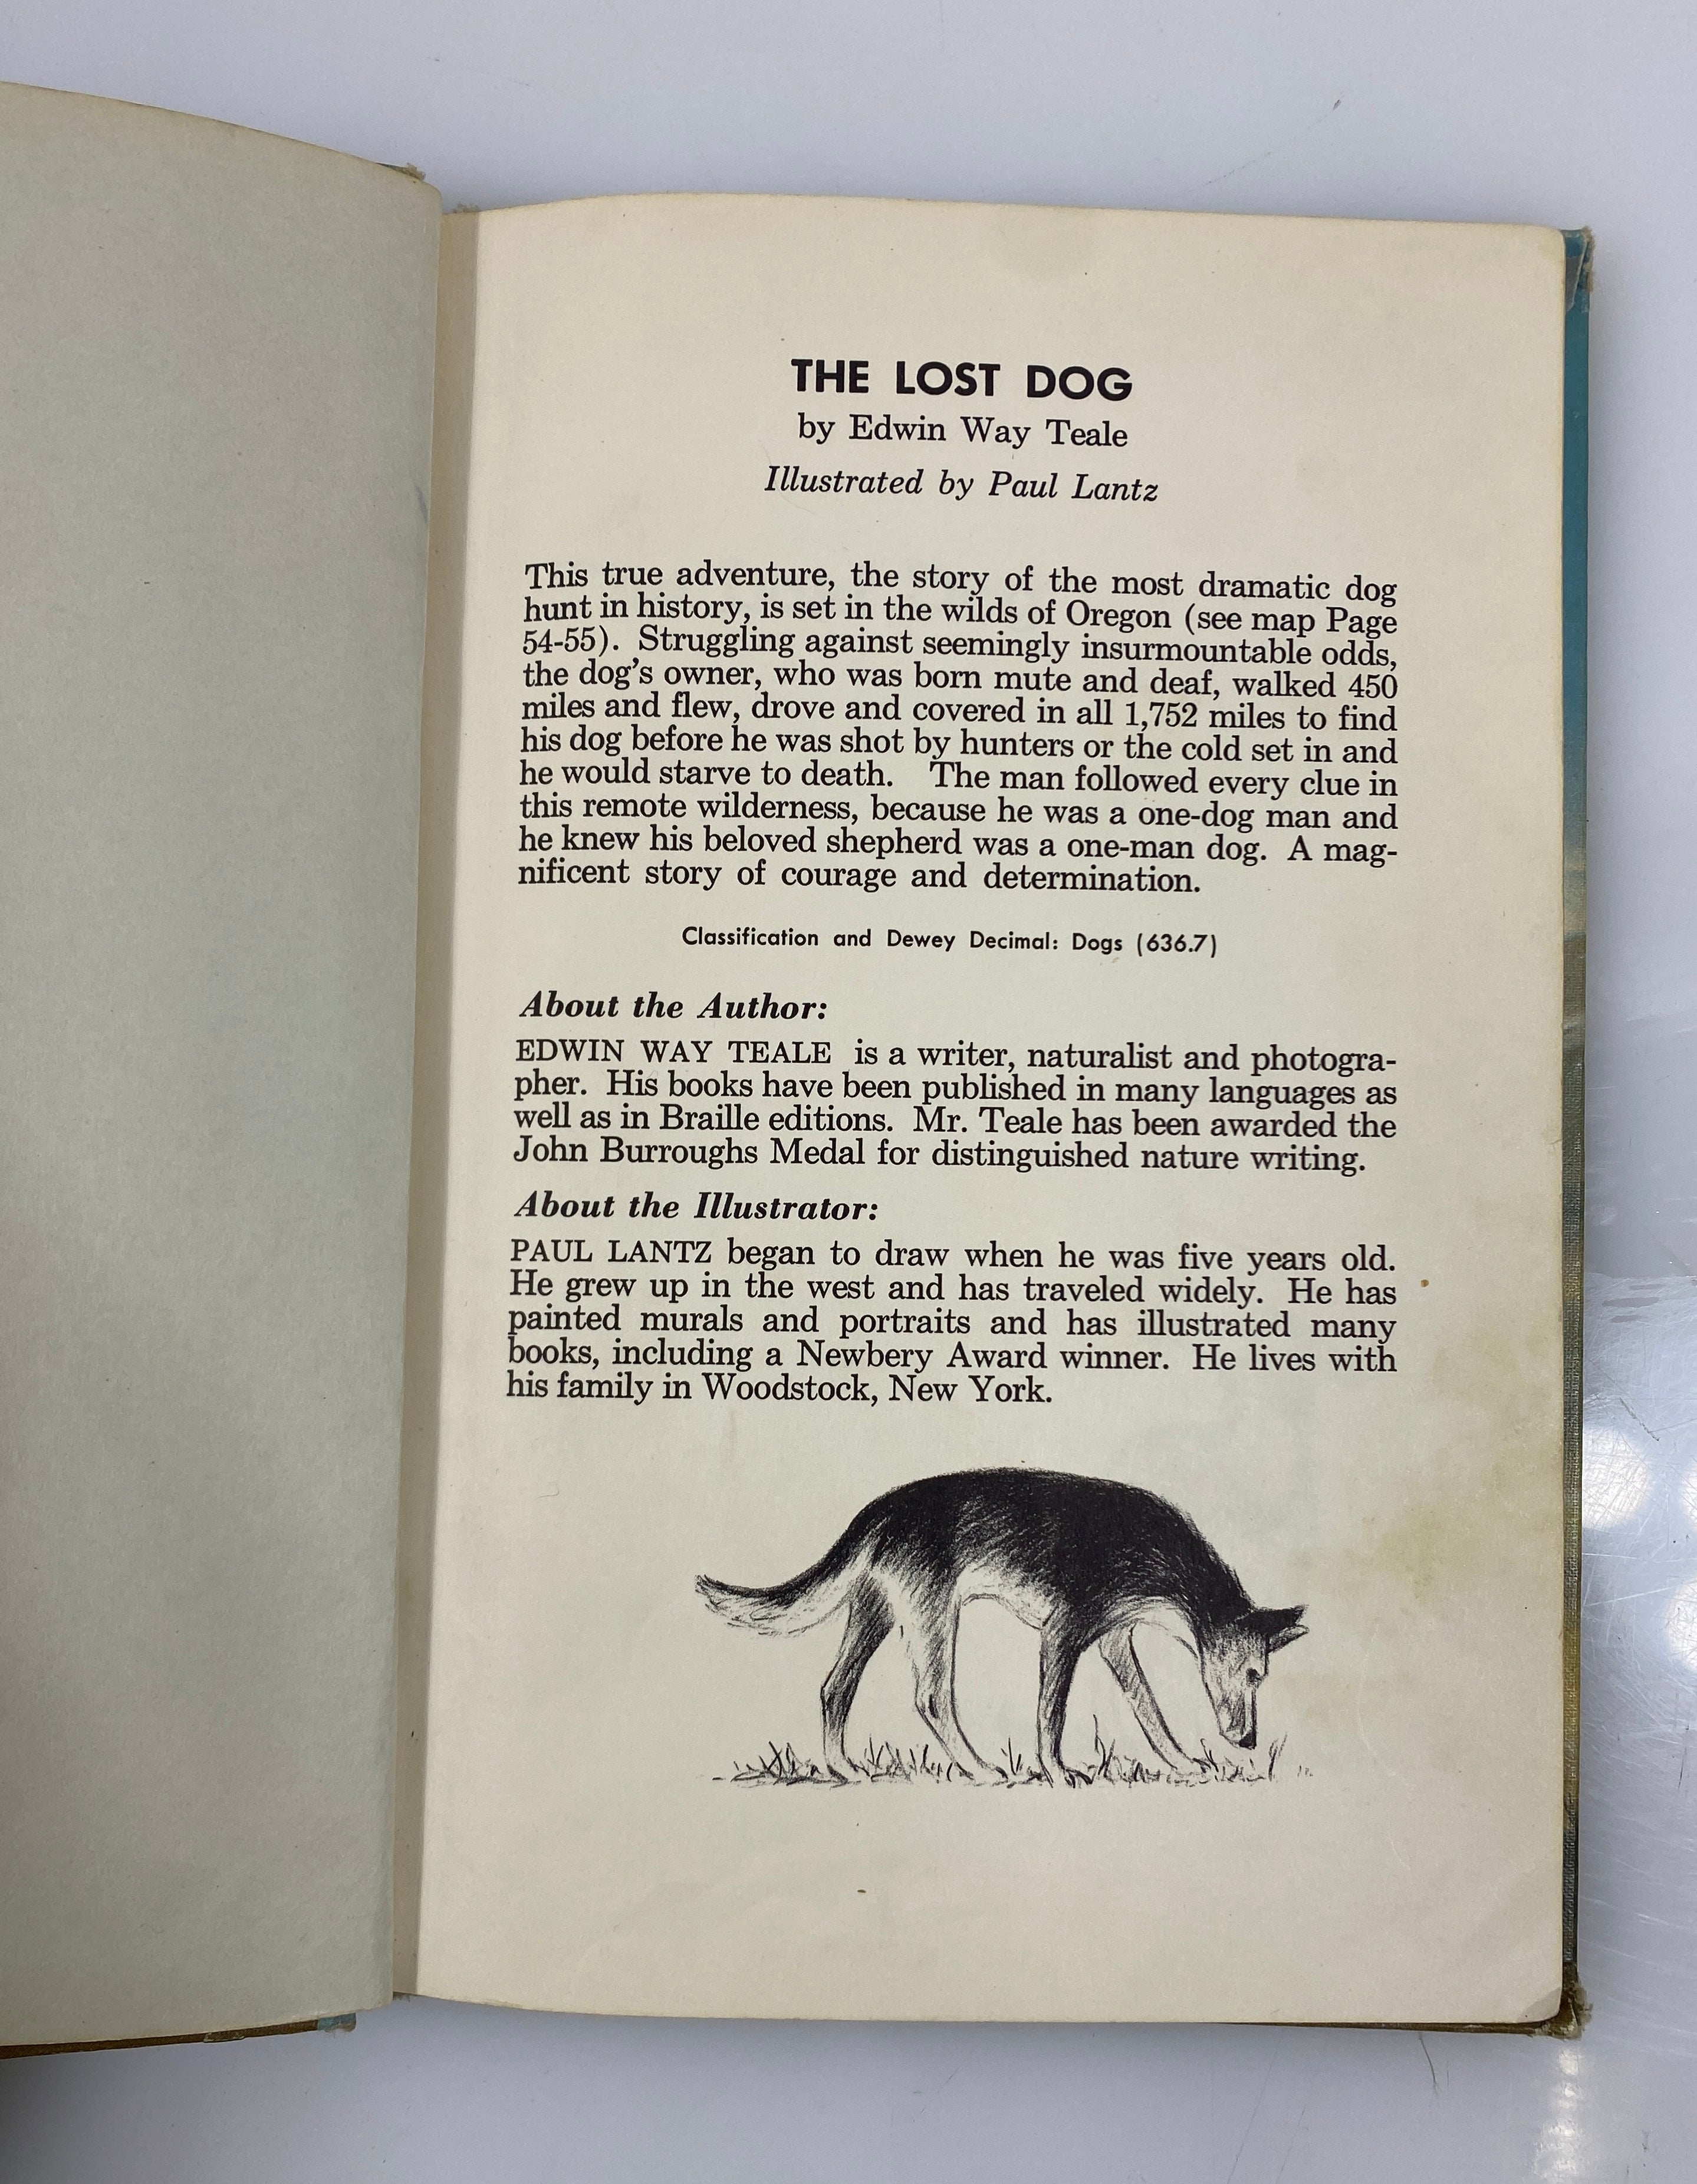 THE LOST DOG
by Edwin Way Teale
Illustrated by Paul Lantz
This true adventure, the story of the most dramatic dog
hunt in history, is set in the wilds of Oregon (see map Page
54-55). Struggling against seemingly insurmountable odds,
the dog's owner, who was born mute and deaf, walked 450
miles and flew, drove and covered in all 1,752 miles to find
his dog before he was shot by hunters or the cold set in and
he would starve to death. The man followed every clue in
this remote wilderness, because he was a one-dog man and
he knew his beloved shepherd was a one-man dog. A mag-
nificent story of courage and determination.
Classification and Dewey Decimal: Dogs (636.7)
About the Author:
EDWIN WAY TEALE is a writer, naturalist and photogra-
pher. His books have been published in many languages as
well as in Braille editions. Mr. Teale has been awarded the
John Burroughs Medal for distinguished nature writing.
About the Illustrator:
PAUL LANTZ began to draw when he was five years old.
He grew up in the west and has traveled widely. He has
painted murals and portraits and has illustrated many
books, including a Newbery Award winner. He lives with
his family in Woodstock, New York.